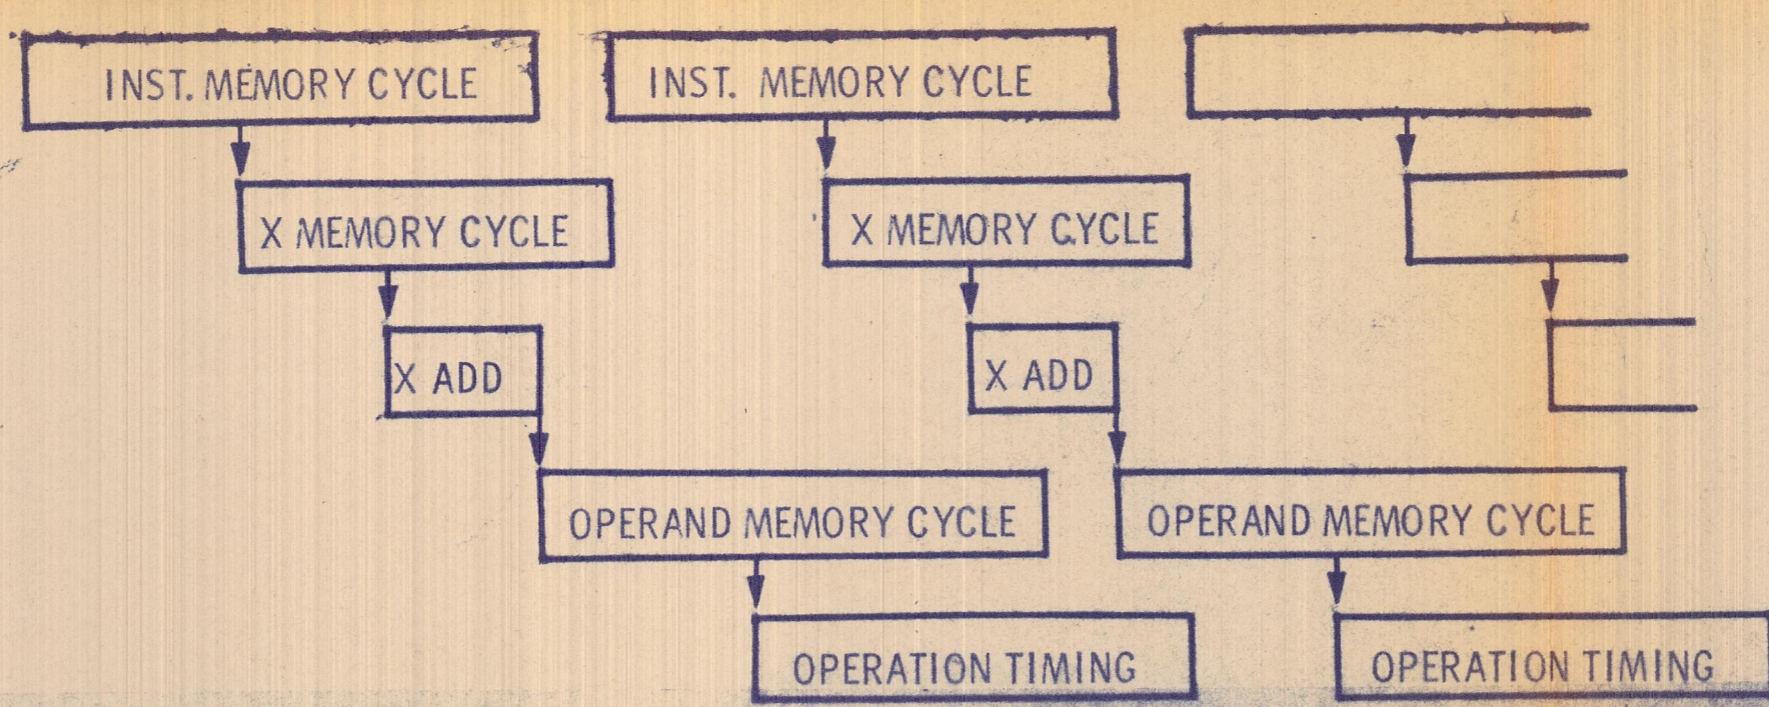 INST. MEMORY CYCLE
INST. MEMORY CYCLE
X MEMORY CYCLE
X MEMORY CYCLE
X ADD
X ADD
OPERAND MEMORY CYCLE
OPERAND MEMORY CYCLE
OPERATION TIMING
OPERATION TIMING